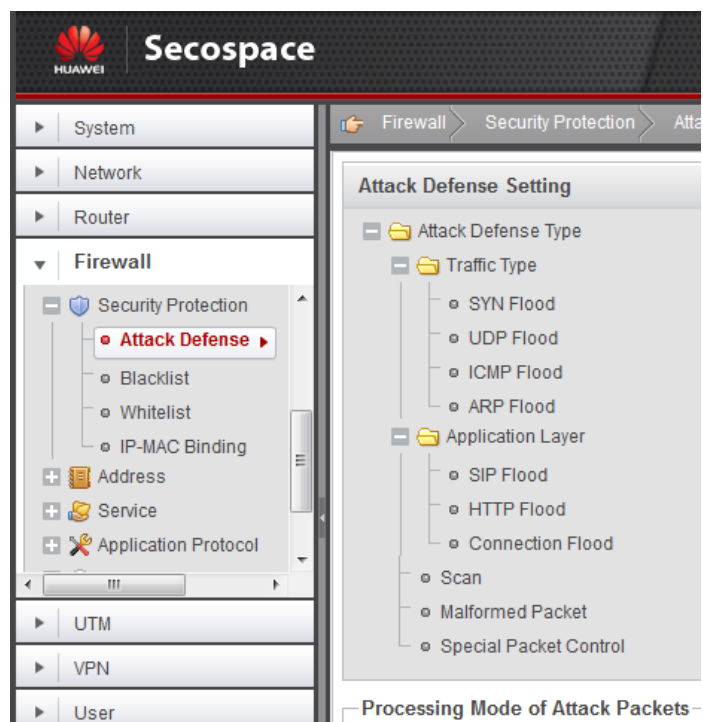 HUAWEI
Secospace
System
Network
Router
Firewall
Security Protection
Attack Defense
Blacklist
Whitelist
IP-MAC Binding
Address
Service
Application Protocol
UTM
VPN
User
Firewall
Security Protection
Atta
Attack Defense Setting
Attack Defense Type
Traffic Type
SYN Flood
UDP Flood
ICMP Flood
ARP Flood
Application Layer
SIP Flood
HTTP Flood
Connection Flood
Scan
Malformed Packet
Special Packet Control
Processing Mode of Attack Packets